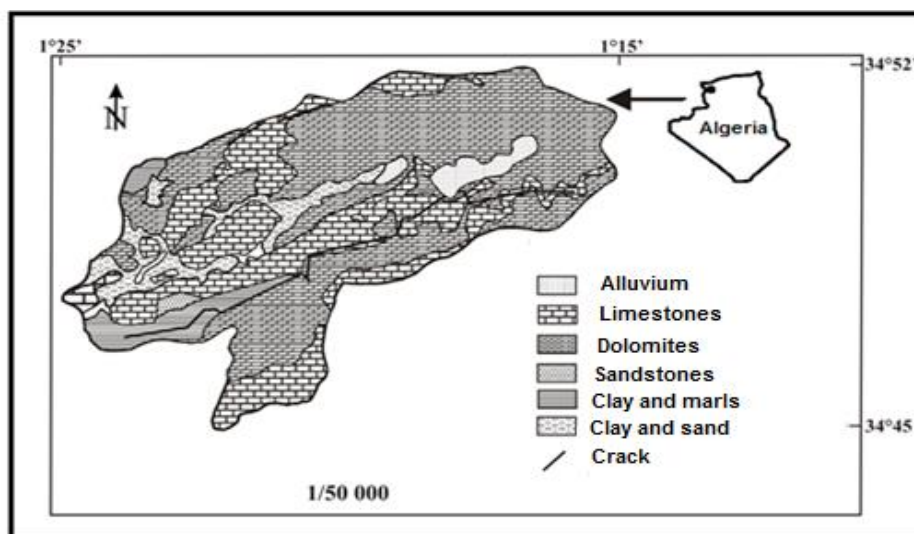 1°25’
1°15’
34°52’
N
Algeria
Alluvium
Limestones
Dolomites
Sandstones
Clay and marls
Clay and sand
Crack
34°45
1/50 000